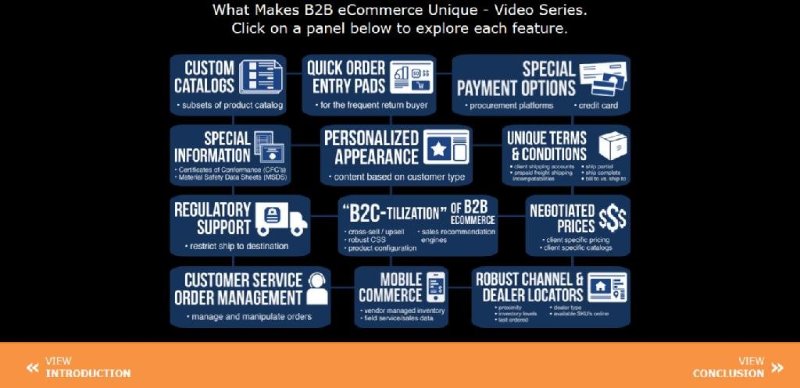 What Makes B2B eCommerce Unique - Video Series.
Click on a panel below to explore each feature.
CUSTOM
CATALOGS
• subsets of product catalog
QUICK ORDER
ENTRY PADS
• for the frequent return buyer
SPECIAL
PAYMENT OPTIONS
• procurement platforms • credit card
SPECIAL
INFORMATION
• Certificates of Conformance (CFC's)
• Material Safety Data Sheets (MSDS)
PERSONALIZED
APPEARANCE
• content based on customer type
UNIQUE TERMS
& CONDITIONS
• client shipping accounts • ship partial
• prepaid freight shipping • ship complete
incompatabilities • bill to vs. ship to
REGULATORY
SUPPORT
• restrict ship to destination
"B2C-TILIZATION" OF B2B
ECOMMERCE
• cross-sell / upsell • sales recommendation
• robust CSS engines
• product configuration
NEGOTIATED
PRICES
$$$
• client specific pricing
• client specific catalogs
CUSTOMER SERVICE
ORDER MANAGEMENT
• manage and manipulate orders
MOBILE
COMMERCE
• vendor managed inventory
• field service/sales data
ROBUST CHANNEL &
DEALER LOCATORS
• proximity • dealer type
• inventory levels • available SKU's online
• last ordered
« VIEW
INTRODUCTION
VIEW »
CONCLUSION